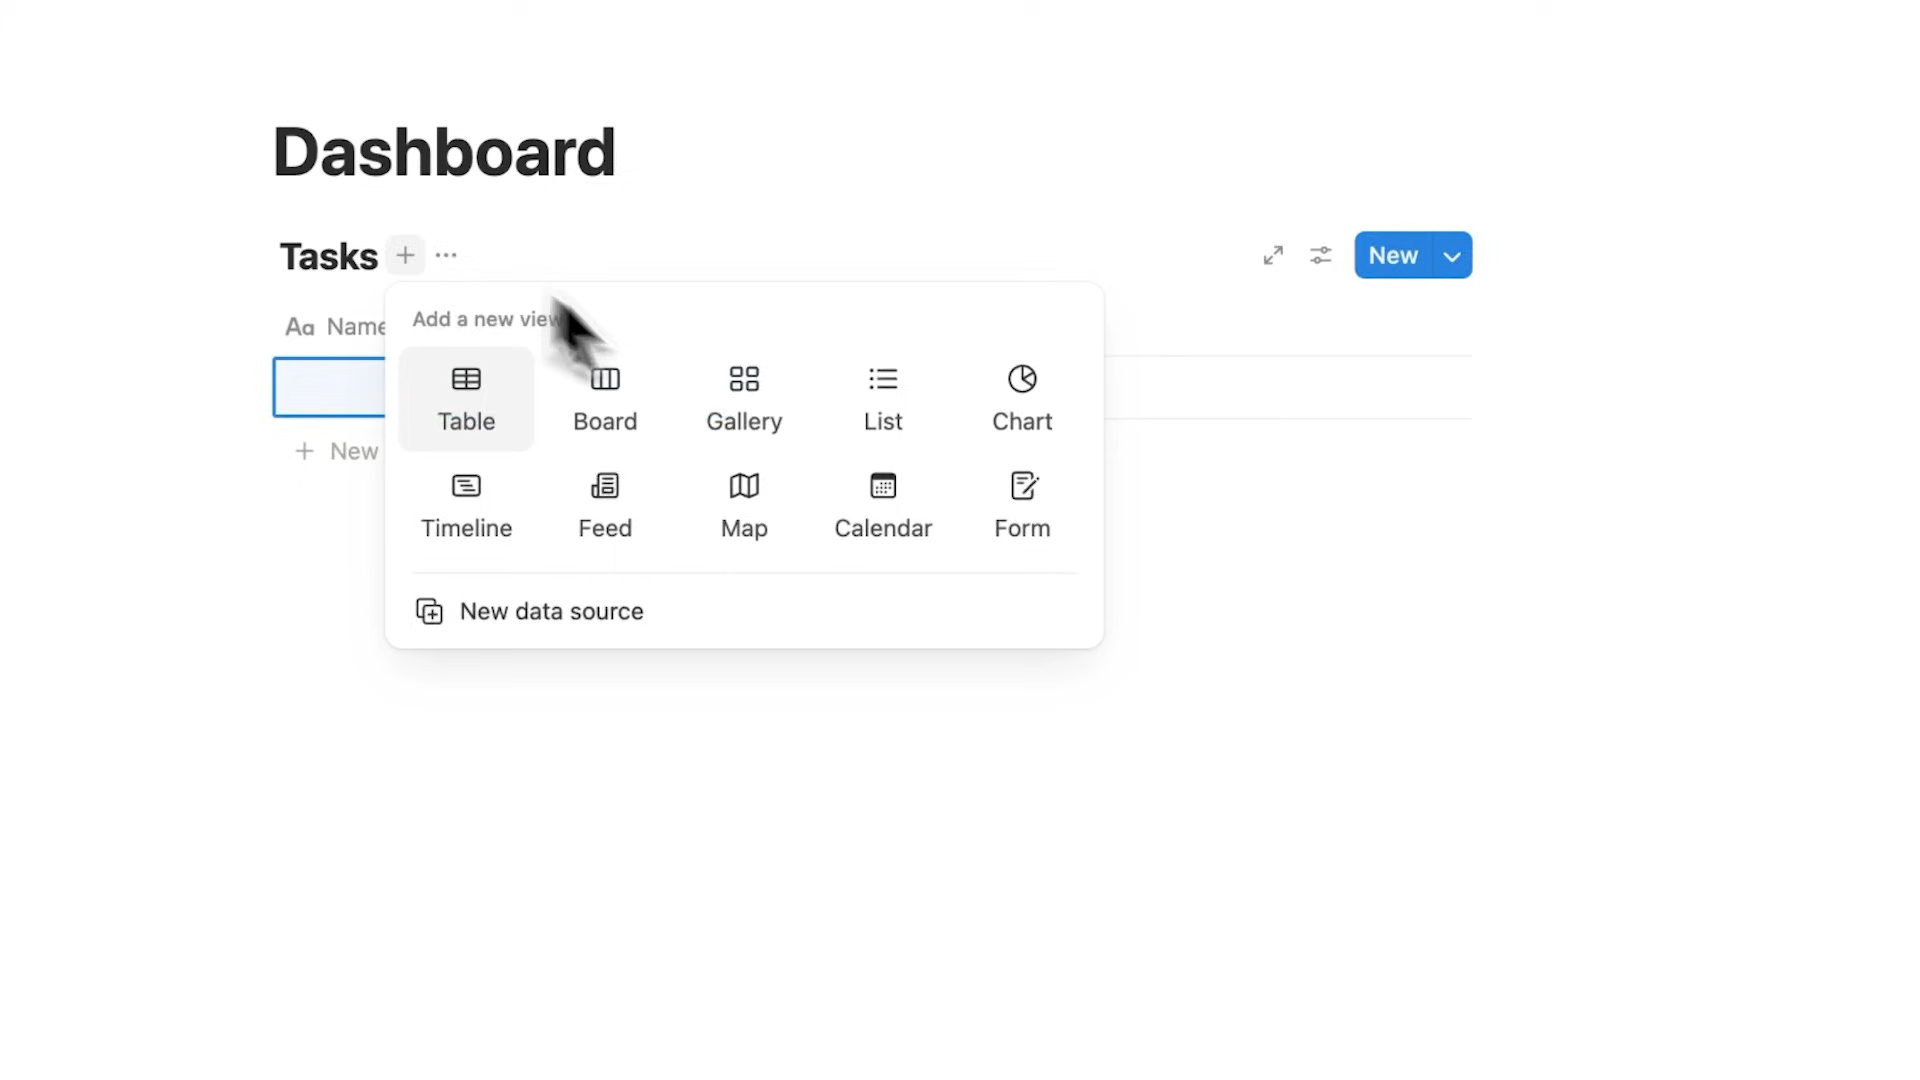 Dashboard
Tasks
New
Add a new view
Aa Name
Table Board Gallery List Chart
New
Timeline Feed Map Calendar Form
New data source